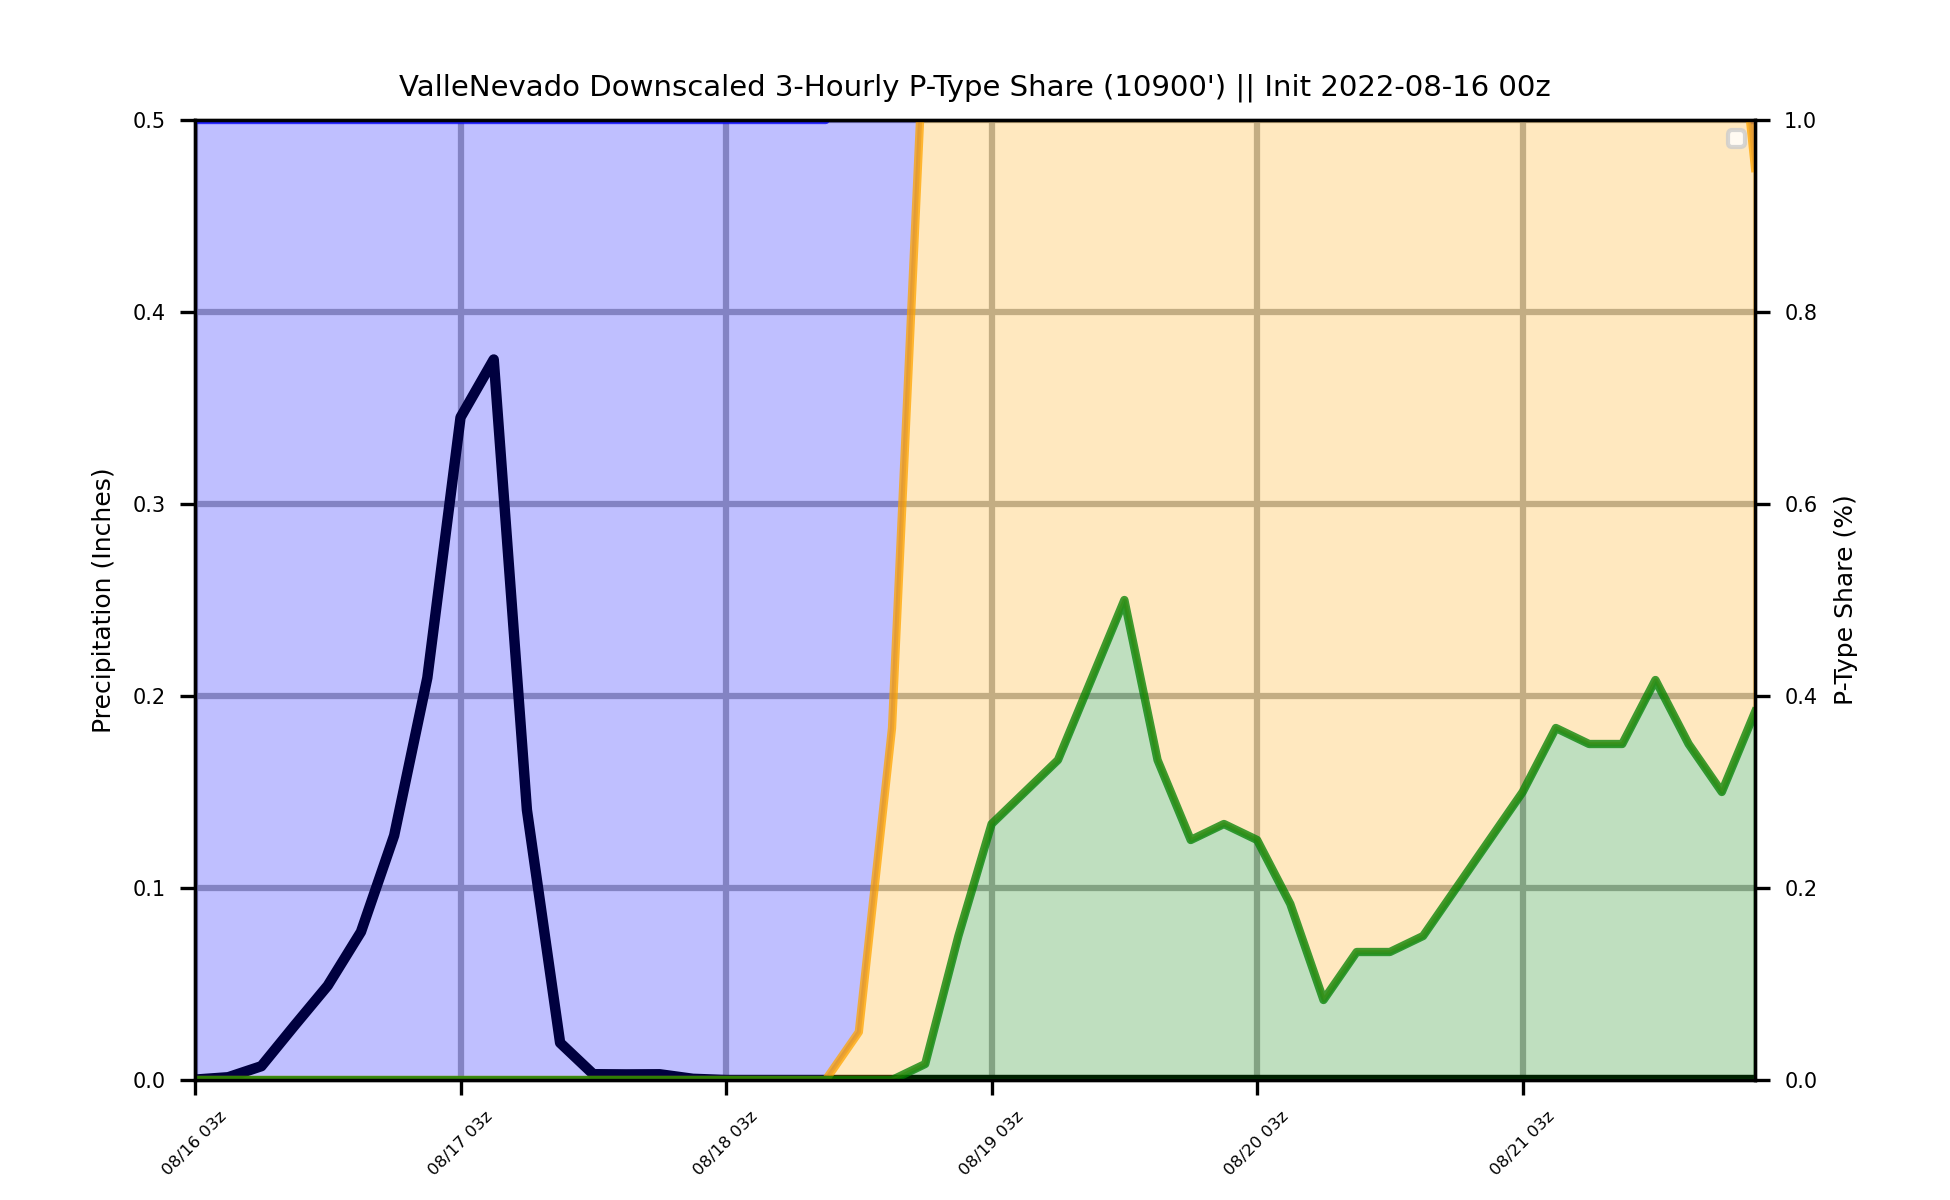 ValleNevado Downscaled 3-Hourly P-Type Share (10900') || Init 2022-08-16 00z
0.5
0.4
0.3
0.2
0.1
0.0
Precipitation (Inches)
1.0
0.8
0.6
0.4
0.2
0.0
P-Type Share (%)
08/16 03z
08/17 03z
08/18 03z
08/19 03z
08/20 03z
08/21 03z